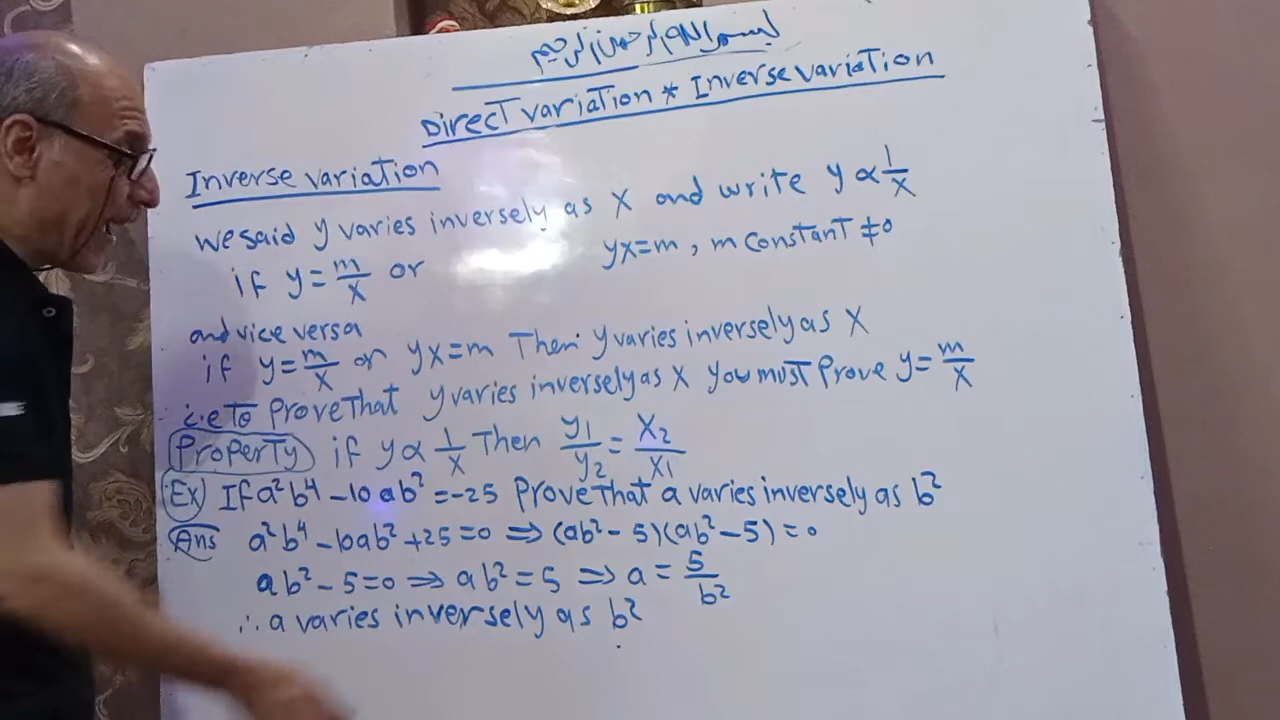 بسم الله الرحمن الرحيم
Direct variation * Inverse variation
Inverse variation
we said y varies inversely as x and write y ∝ 1/x
if y = m/x or yx = m , m constant ≠ 0
and vice versa
if y = m/x or yx = m Then y varies inversely as x
i.e To Prove That y varies inversely as x you must Prove y = m/x
Property if y ∝ 1/x Then y₁/y₂ = x₂/x₁
Ex If a²b⁴ - 10ab² = -25 Prove That a varies inversely as b²
Ans a²b⁴ - 10ab² + 25 = 0 ⇒ (ab² - 5)(ab² - 5) = 0
ab² - 5 = 0 ⇒ ab² = 5 ⇒ a = 5/b²
∴ a varies inversely as b²